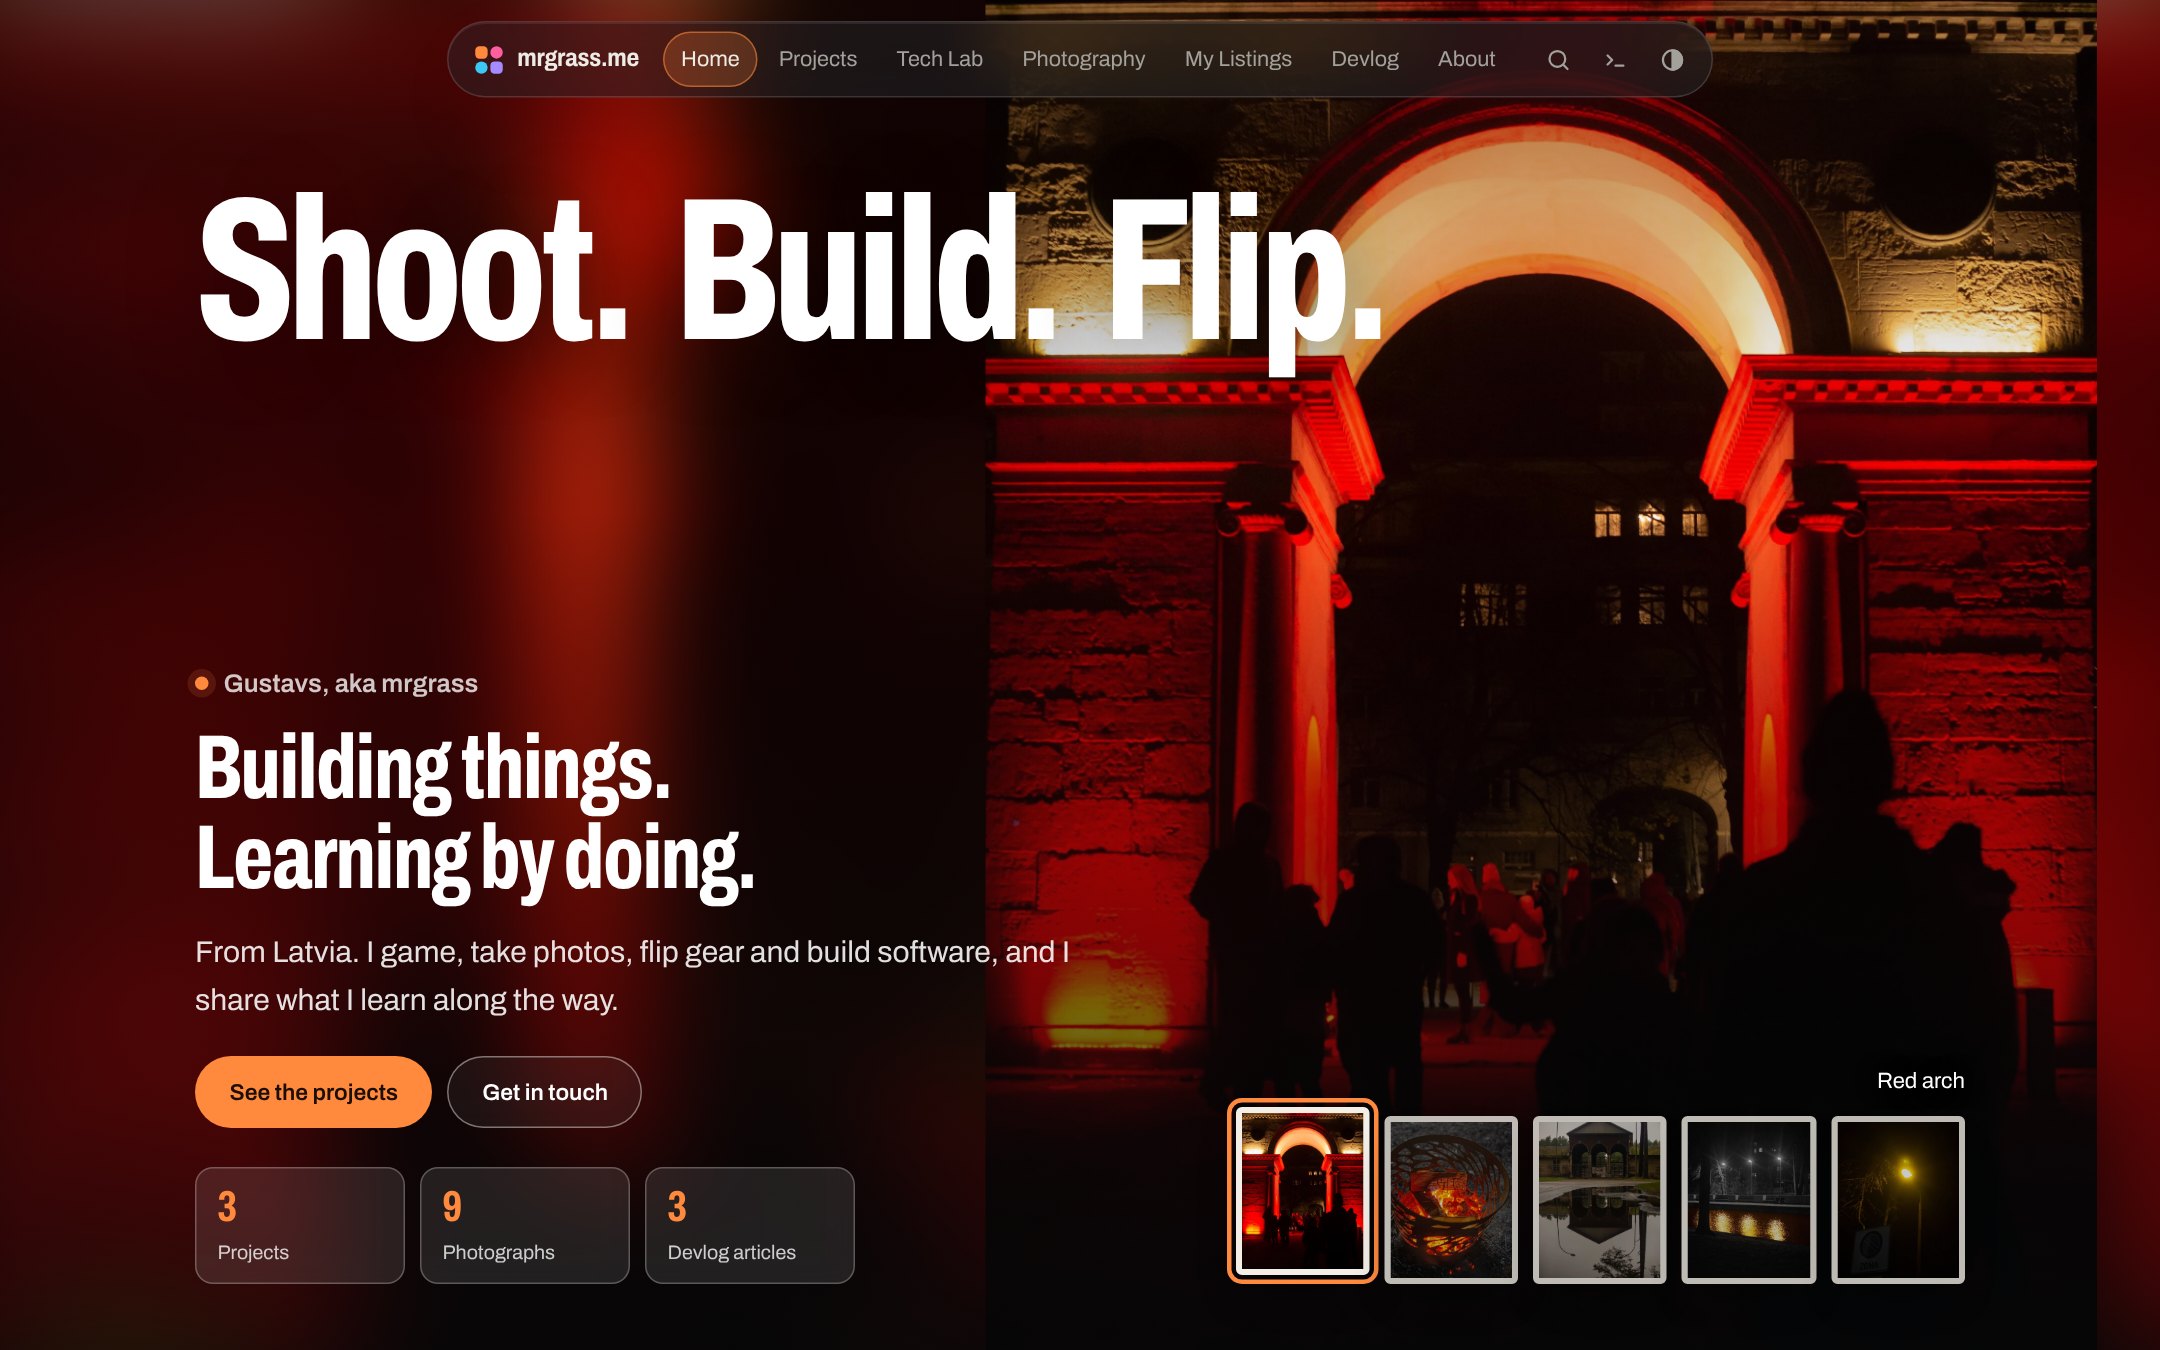 mrgrass.me Home Projects Tech Lab Photography My Listings Devlog About
Shoot. Build. Flip.
Gustavs, aka mrgrass
Building things.
Learning by doing.
From Latvia. I game, take photos, flip gear and build software, and I
share what I learn along the way.
See the projects Get in touch
3 9 3
Projects Photographs Devlog articles
Red arch